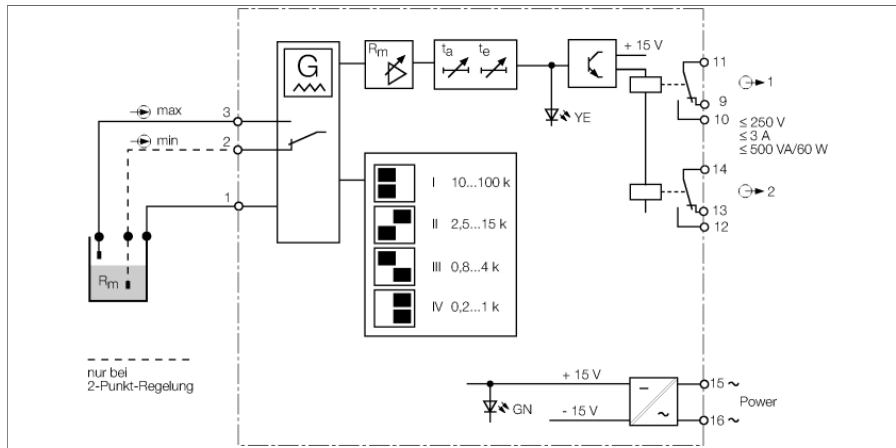 G
Rm
ta te
+ 15 V
YE
11
1
9
10
≤ 250 V
≤ 3 A
≤ 500 VA/60 W
14
2
13
12
max 3
min 2
1
Rm
I 10...100 k
II 2,5...15 k
III 0,8...4 k
IV 0,2...1 k
nur bei
2-Punkt-Regelung
+ 15 V
GN
- 15 V
15 ~
Power
16 ~
~